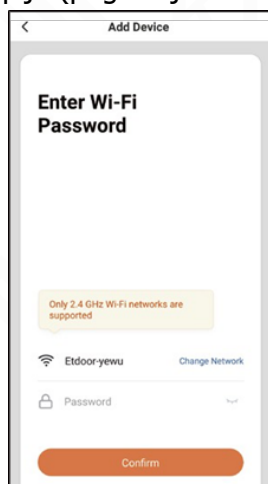 Add Device
Enter Wi-Fi
Password
Only 2.4 GHz Wi-Fi networks are
supported
Etdoor-yewu Change Network
Password
Confirm